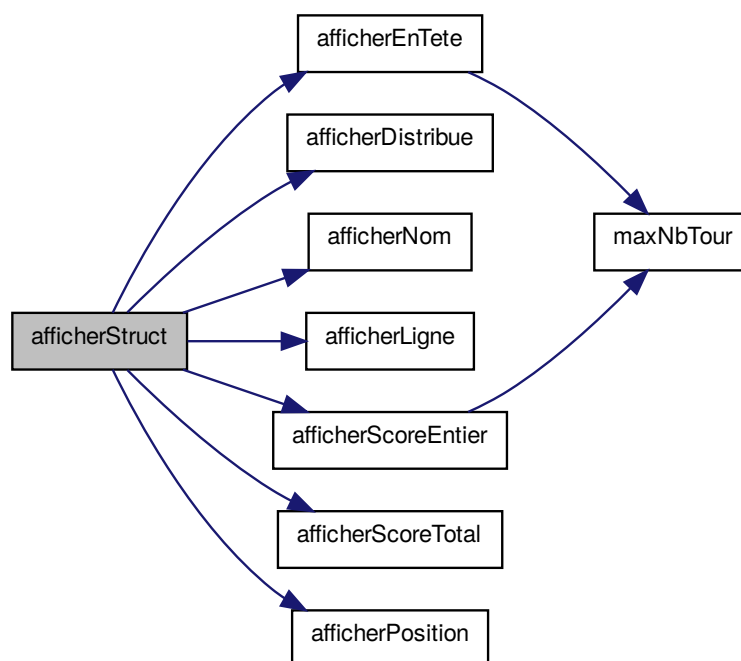 afficherEnTete
afficherDistribue
afficherNom
maxNbTour
afficherStruct
afficherLigne
afficherScoreEntier
afficherScoreTotal
afficherPosition